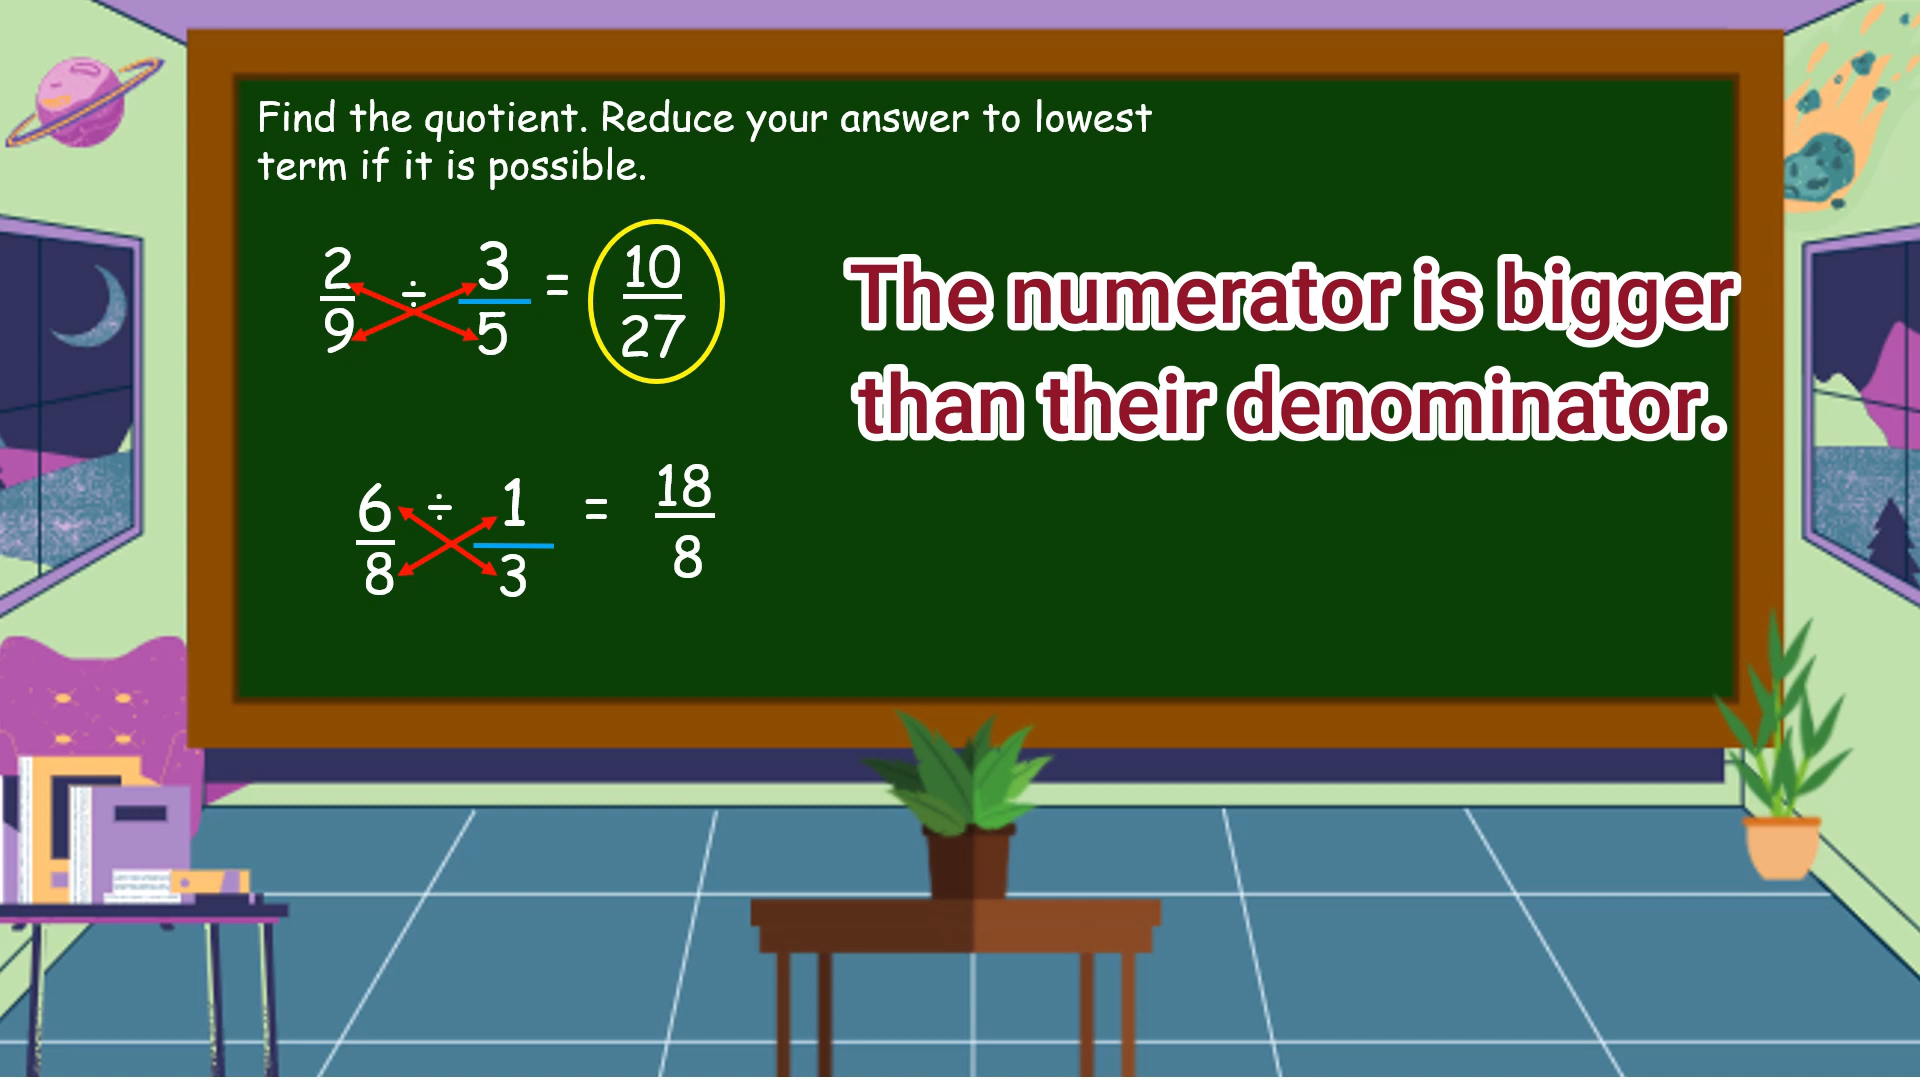 Find the quotient. Reduce your answer to lowest
term if it is possible.
2/9 ÷ 3/5 = 10/27
The numerator is bigger
than their denominator.
6/8 ÷ 1/3 = 18/8